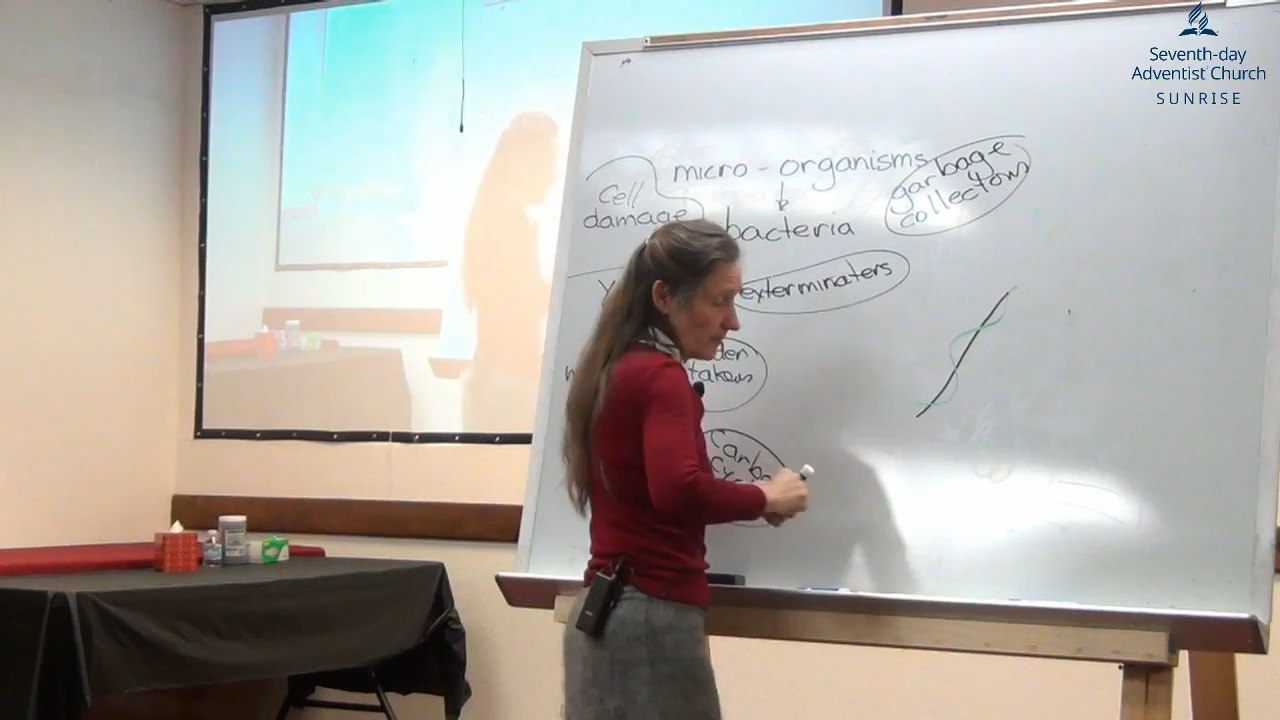 Seventh-day
Adventist Church
SUNRISE
micro-organisms
garbage
collectors
Cell
damage
bacteria
exterminaters